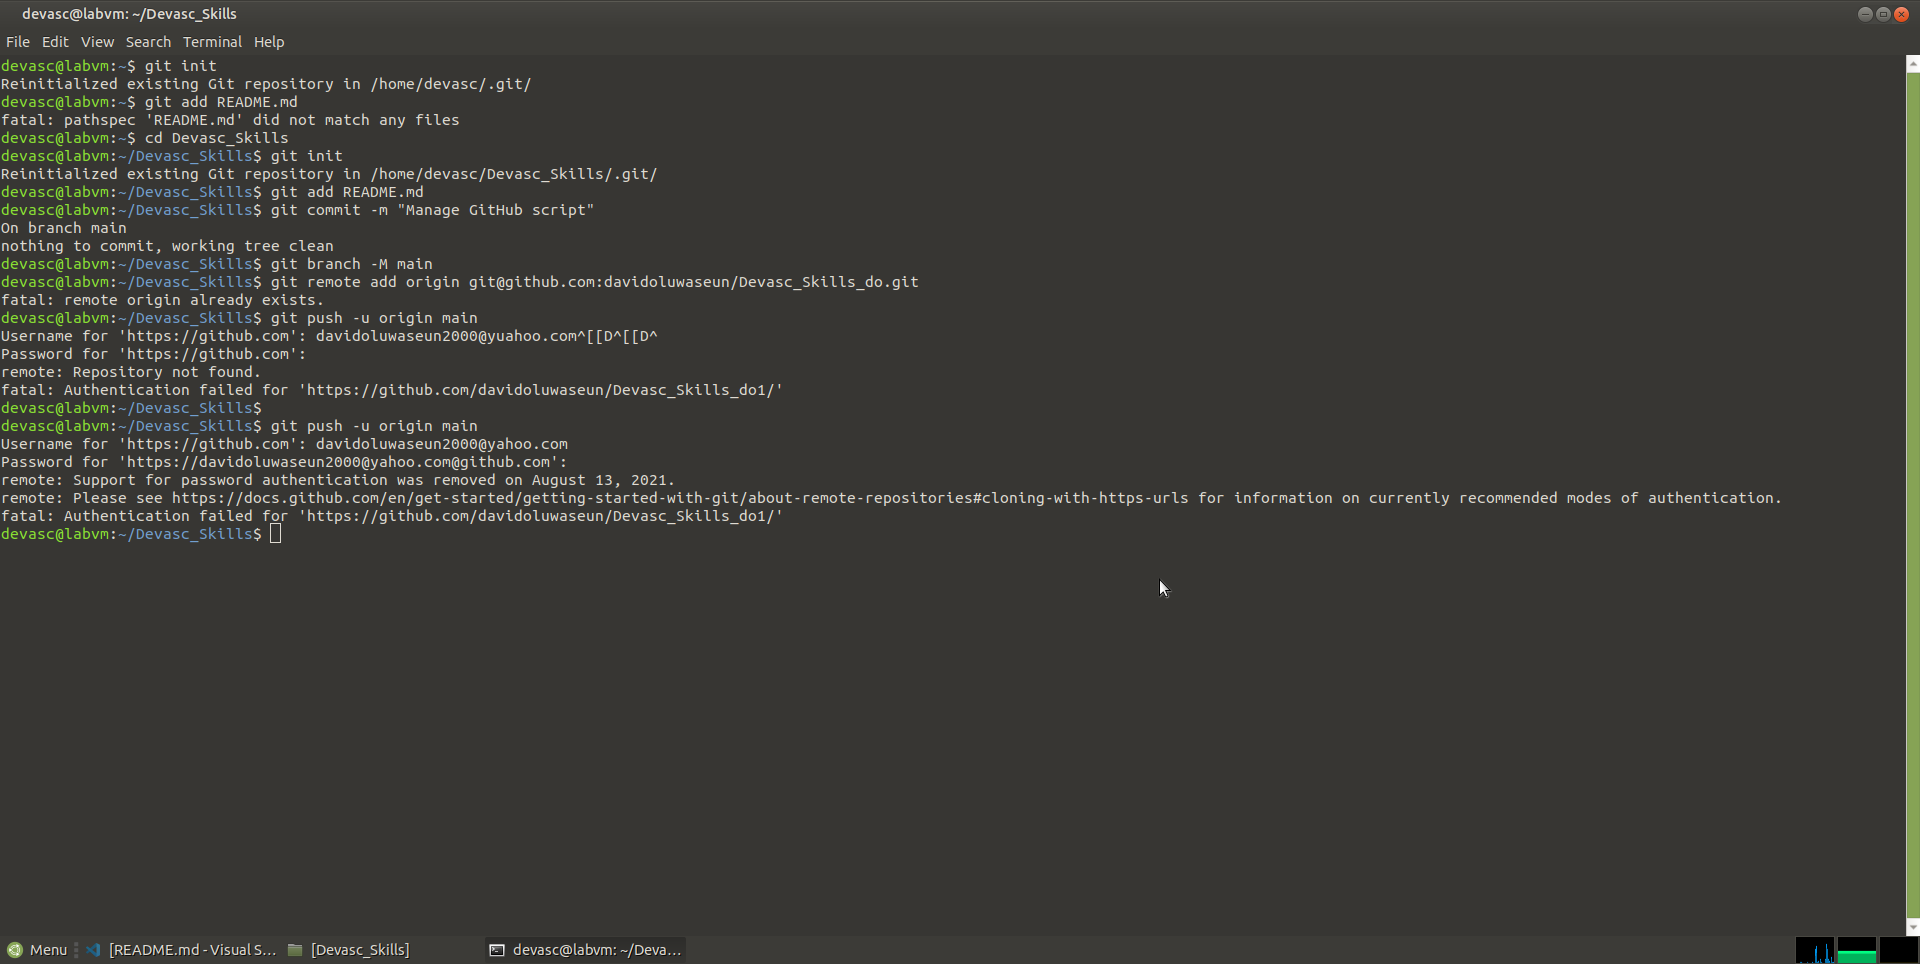 devasc@labvm: ~/Devasc_Skills
File Edit View Search Terminal Help
devasc@labvm:~$ git init
Reinitialized existing Git repository in /home/devasc/.git/
devasc@labvm:~$ git add README.md
fatal: pathspec 'README.md' did not match any files
devasc@labvm:~$ cd Devasc_Skills
devasc@labvm:~/Devasc_Skills$ git init
Reinitialized existing Git repository in /home/devasc/Devasc_Skills/.git/
devasc@labvm:~/Devasc_Skills$ git add README.md
devasc@labvm:~/Devasc_Skills$ git commit -m "Manage GitHub script"
On branch main
nothing to commit, working tree clean
devasc@labvm:~/Devasc_Skills$ git branch -M main
devasc@labvm:~/Devasc_Skills$ git remote add origin git@github.com:davidoluwaseun/Devasc_Skills_do.git
fatal: remote origin already exists.
devasc@labvm:~/Devasc_Skills$ git push -u origin main
Username for 'https://github.com': davidoluwaseun2000@yuahoo.com^[[D^[[D^
Password for 'https://github.com':
remote: Repository not found.
fatal: Authentication failed for 'https://github.com/davidoluwaseun/Devasc_Skills_do1/'
devasc@labvm:~/Devasc_Skills$
devasc@labvm:~/Devasc_Skills$ git push -u origin main
Username for 'https://github.com': davidoluwaseun2000@yahoo.com
Password for 'https://davidoluwaseun2000@yahoo.com@github.com':
remote: Support for password authentication was removed on August 13, 2021.
remote: Please see https://docs.github.com/en/get-started/getting-started-with-git/about-remote-repositories#cloning-with-https-urls for information on currently recommended modes of authentication.
fatal: Authentication failed for 'https://github.com/davidoluwaseun/Devasc_Skills_do1/'
devasc@labvm:~/Devasc_Skills$
Menu [README.md - Visual S... [Devasc_Skills] devasc@labvm: ~/Deva...